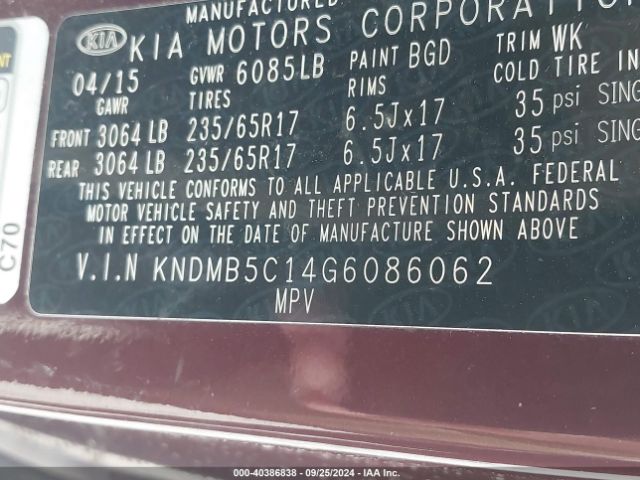 MANUFACTURED
KIA KIA MOTORS CORPORATION
04/15 GVWR 6085LB PAINT BGD TRIM WK
GAWR TIRES RIMS COLD TIRE IN
FRONT 3064 LB 235/65R17 6.5Jx17 35 psi SING
REAR 3064 LB 235/65R17 6.5Jx17 35 psi SING
THIS VEHICLE CONFORMS TO ALL APPLICABLE U.S.A. FEDERAL
MOTOR VEHICLE SAFETY AND THEFT PREVENTION STANDARDS
IN EFFECT ON THE DATE OF MANUFACTURE SHOWN ABOVE
V.I.N KNDMB5C14G6086062
MPV
C70
000-40386838 - 09/25/2024 - IAA Inc.